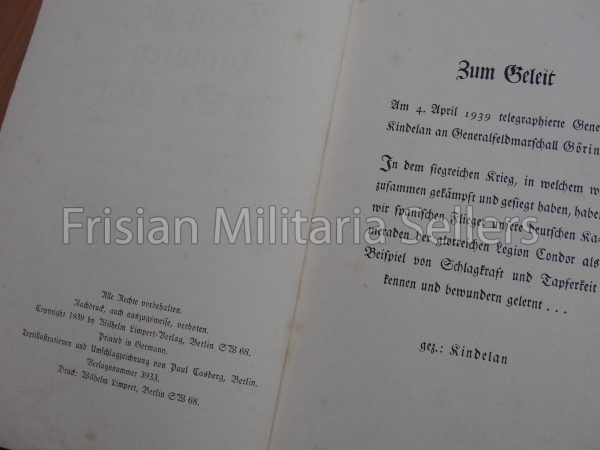 Alle Rechte vorbehalten.
Nachdruck, auch auszugsweise, verboten.
Copyright 1939 by Wilhelm Limpert-Verlag, Berlin SW 68.
Printed in Germany.
Textillustrationen und Umschlagzeichnung von Paul Casberg, Berlin.
Verlagsnummer 3933.
Druck: Wilhelm Limpert, Berlin SW 68.
Zum Geleit
Am 4. April 1939 telegraphierte Gene
Kindelan an Generalfeldmarschall Görin
In dem siegreichen Krieg, in welchem w
zusammen gekämpft und gesiegt haben, habe
wir spanischen Flieger unsere Deutschen Ka-
meraden der glorreichen Legion Condor als
Beispiel von Schlagkraft und Tapferkeit
kennen und bewundern gelernt . . .
gez.: Kindelan
Frisian Militaria Sellers